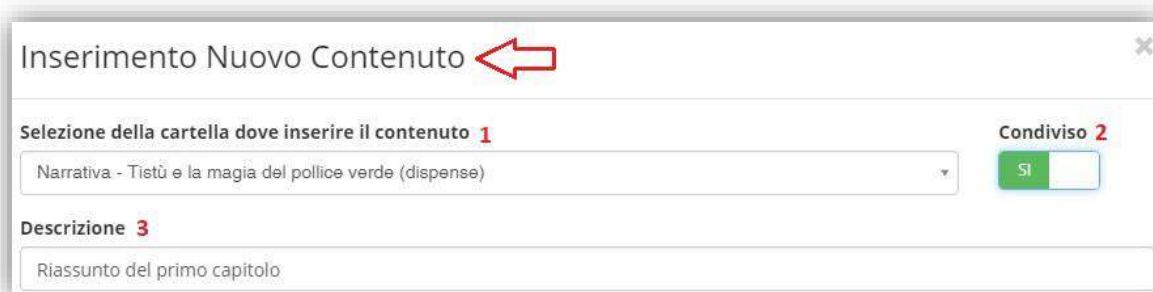 Inserimento Nuovo Contenuto
×
Selezione della cartella dove inserire il contenuto 1
Condiviso 2
Narrativa - Tistù e la magia del pollice verde (dispense)
SI
Descrizione 3
Riassunto del primo capitolo